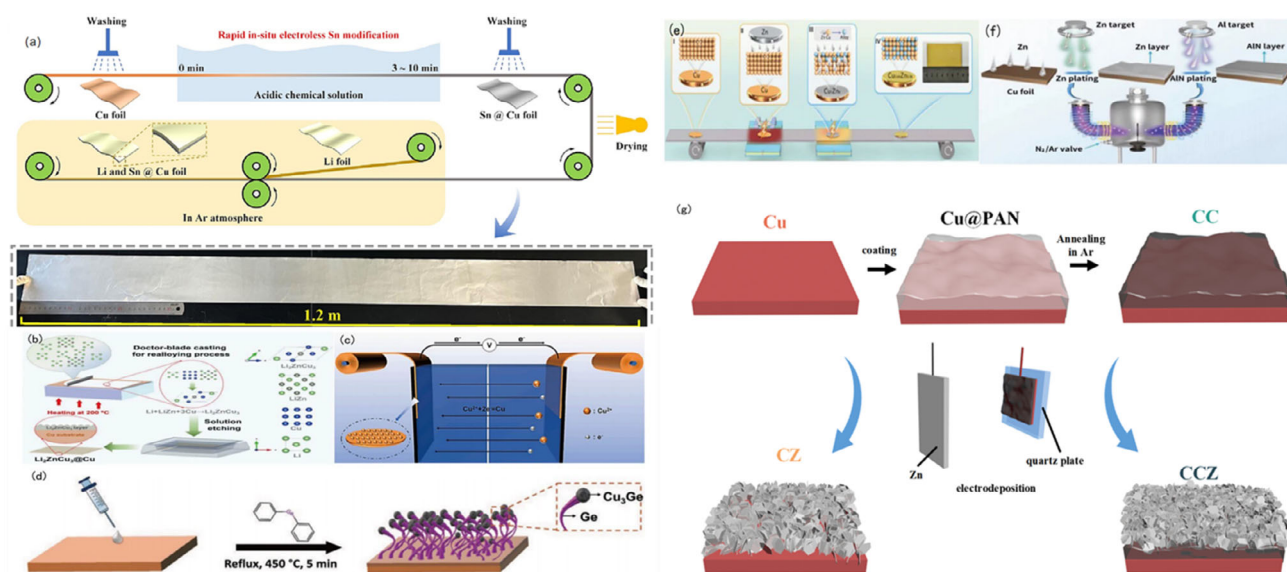 (a)
Washing
Rapid in-situ electroless Sn modification
Washing
0 min
3 ~ 10 min
Acidic chemical solution
Cu foil
Sn @ Cu foil
Li foil
Drying
Li and Sn @ Cu foil
In Ar atmosphere
1.2 m
(b)
Doctor-blade casting
for realloying process
Li₂ZnCu₃
LiZn
Li+LiZn+3Cu→Li₂ZnCu₃
Heating at 200 °C
Cu
Solution
etching
Cu substrate
Li₂ZnCu₃@Cu
Li
(c)
e⁻
V
e⁻
Cu²⁺+2e⁻=Cu
: Cu²⁺
: e⁻
(d)
Cu₃Ge
Ge
Reflux, 450 °C, 5 min
(e)
I
II
III
IV
Zn
Cu
Cu
(f)
Zn target
Al target
Zn
Zn layer
AlN layer
Cu foil
Zn plating
AlN plating
N₂/Ar valve
(g)
Cu
Cu@PAN
CC
coating
Annealing
in Ar
CZ
Zn
quartz plate
electrodeposition
CCZ